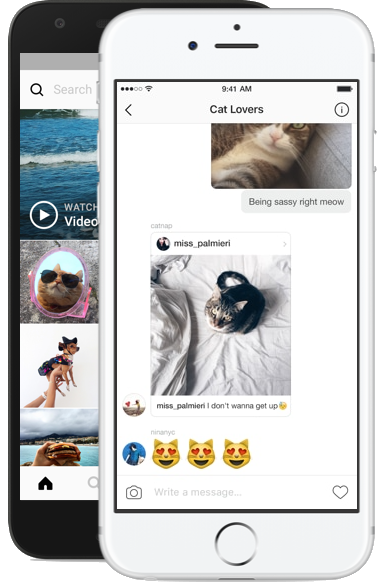 Search
WATCH
Video
9:41 AM
Cat Lovers
Being sassy right meow
catnap
miss_palmieri
miss_palmieri I don't wanna get up
ninanyc
Write a message...